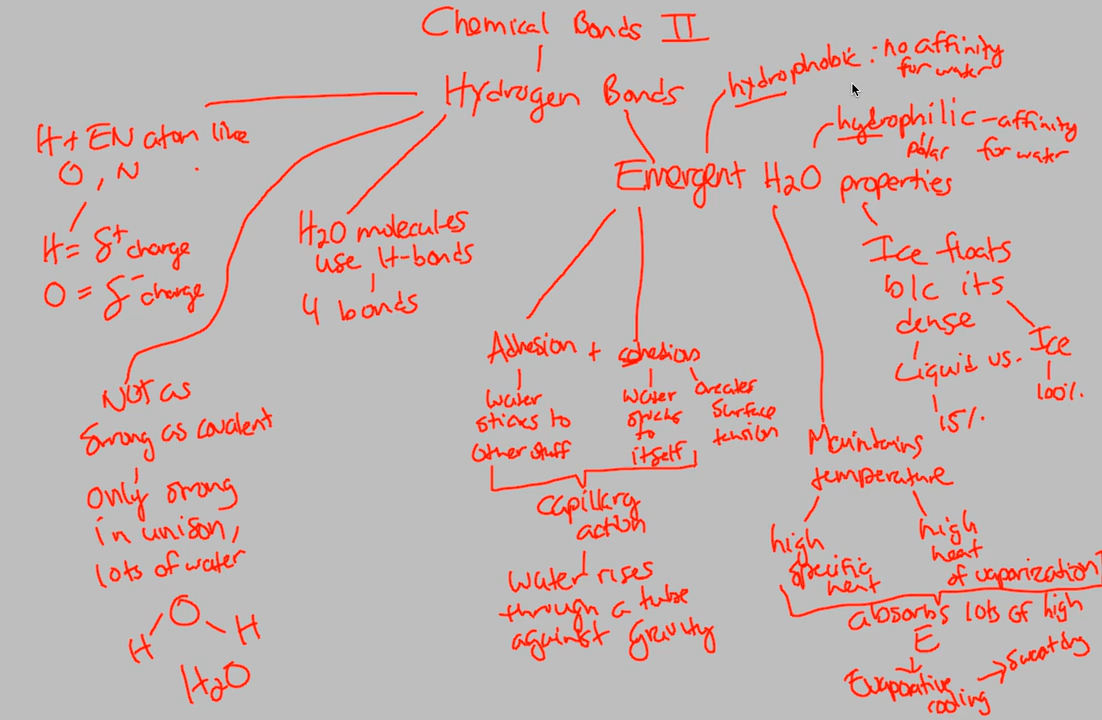 Chemical Bonds II
Hydrogen Bonds
H + EN atom like
O, N
H = δ+ charge
O = δ- charge
Not as
strong as covalent
only strong
in unison,
lots of water
O
H H
H2O
H2O molecules
use H-bonds
4 bonds
Emergent H2O properties
hydrophobic : no affinity
for water
hydrophilic - affinity
polar for water
Adhesion + cohesion
water
sticks to
other stuff
water
sticks
to
itself
creates
surface
tension
capillary
action
water rises
through a tube
against gravity
Maintains
temperature
high
specific
heat
high
heat
of vaporization
absorbs lots of high
E
Evaporative
cooling
sweating
Ice floats
b/c its
dense
Liquid vs. Ice
15%
100%